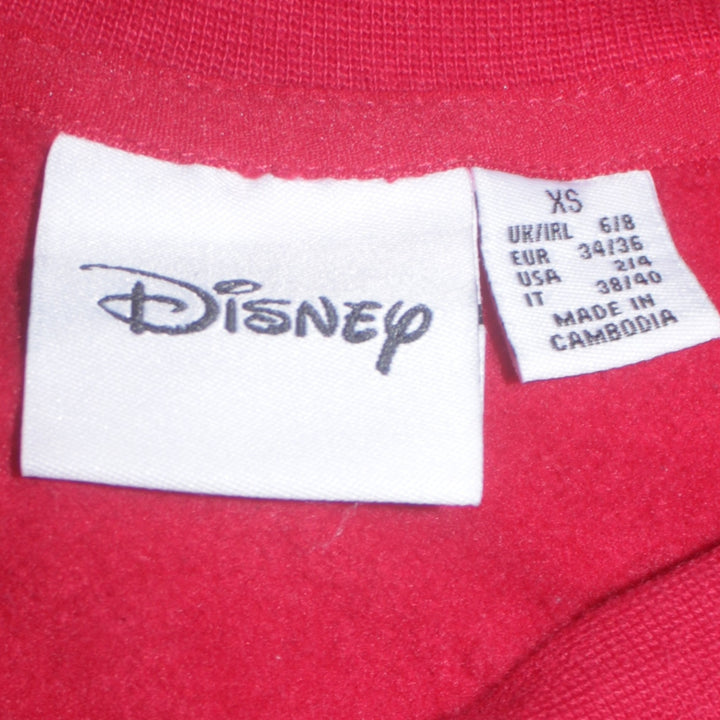 Disney
XS
UK/IRL 6/8
EUR 34/36
USA 2/4
IT 38/40
MADE IN
CAMBODIA